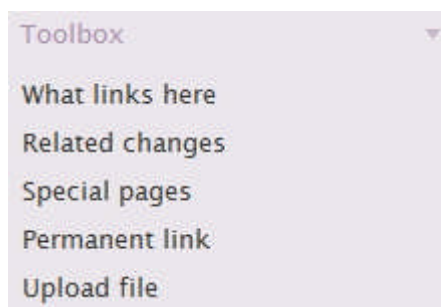 Toolbox
What links here
Related changes
Special pages
Permanent link
Upload file